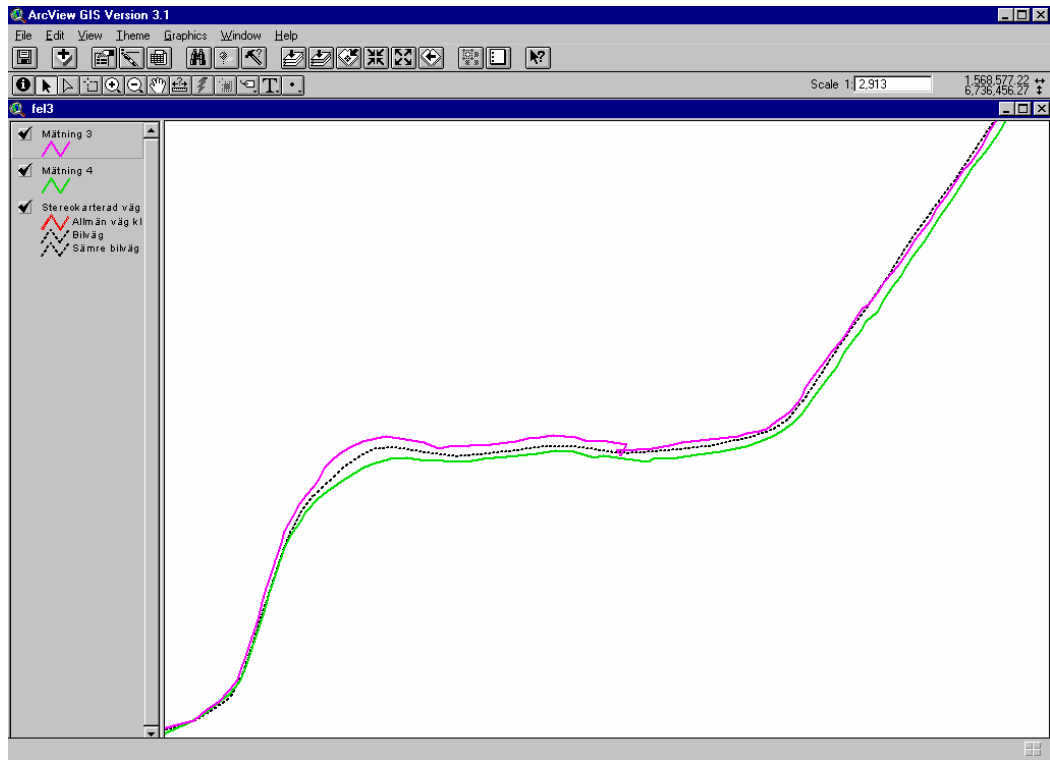 ArcView GIS Version 3.1
File Edit View Theme Graphics Window Help
Scale 1: 2,913
1,568,577.22
6,736,456.27
fel3
Mätning 3
Mätning 4
Stereokarterad väg
Allmän väg kl
Bilväg
Sämre bilväg